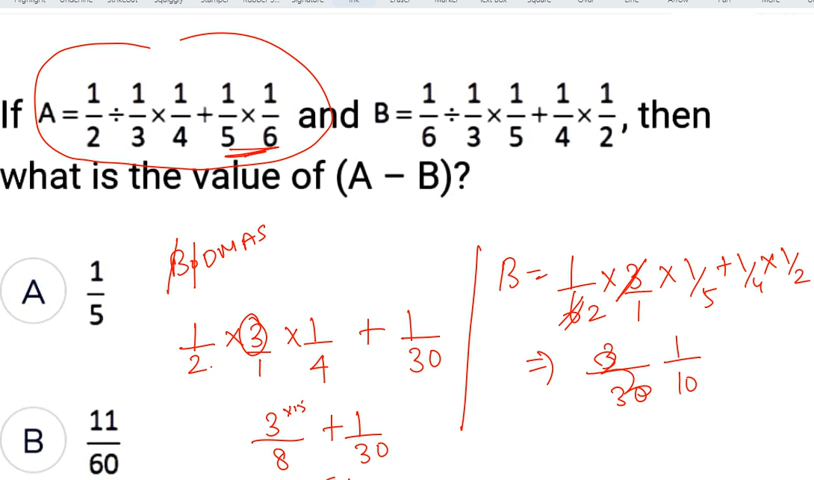 If A = 1/2 ÷ 1/3 × 1/4 + 1/5 × 1/6 and B = 1/6 ÷ 1/3 × 1/5 + 1/4 × 1/2, then
what is the value of (A – B)?
A 1/5
BODMAS
1/2. × 3/1 × 1/4 + 1/30
B = 1/62 × 3/1 × 1/5 + 1/4 × 1/2
⇒ 3/30 1/10
B 11/60
3×15/8 + 1/30